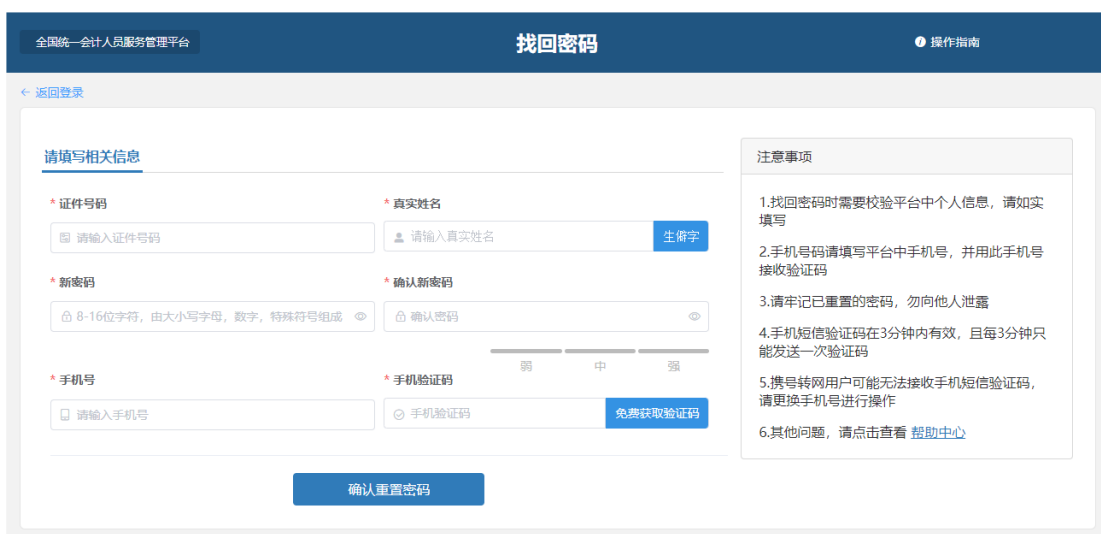 全国统一会计人员服务管理平台
找回密码
操作指南
← 返回登录
请填写相关信息
* 证件号码
* 真实姓名
请输入证件号码
请输入真实姓名
生僻字
* 新密码
* 确认新密码
8-16位字符，由大小写字母，数字，特殊符号组成
确认密码
弱 中 强
* 手机号
* 手机验证码
请输入手机号
手机验证码
免费获取验证码
确认重置密码
注意事项
1.找回密码时需要校验平台中个人信息，请如实
填写
2.手机号码请填写平台中手机号，并用此手机号
接收验证码
3.请牢记已重置的密码，勿向他人泄露
4.手机短信验证码在3分钟内有效，且每3分钟只
能发送一次验证码
5.携号转网用户可能无法接收手机短信验证码，
请更换手机号进行操作
6.其他问题，请点击查看 帮助中心